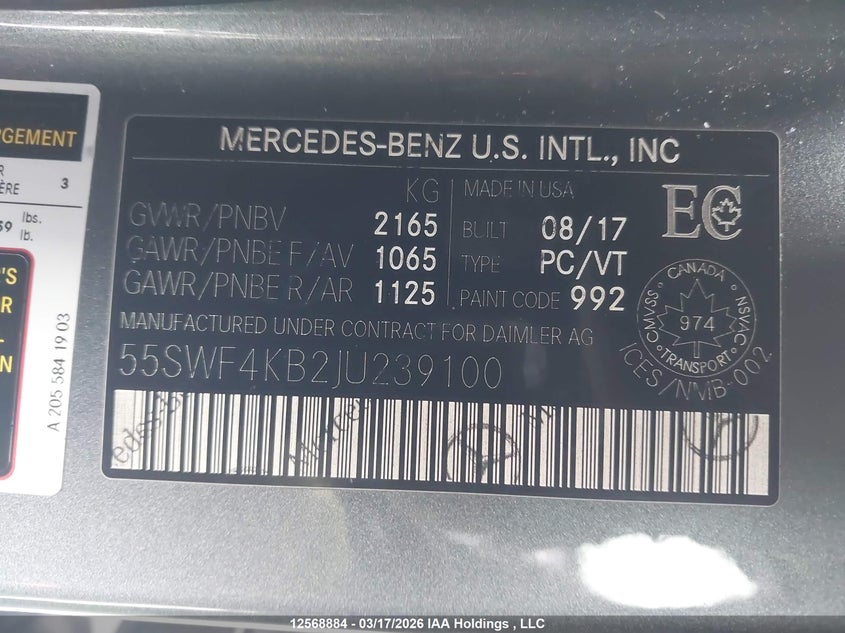 RGEMENT
R
ÈRE 3
59 lbs.
lb.
'S
R
-
N
A 205 584 19 03
MERCEDES-BENZ U.S. INTL., INC
KG
GVWR/PNBV 2165
GAWR/PNBE F/AV 1065
GAWR/PNBE R/AR 1125
MADE IN USA
BUILT 08/17
TYPE PC/VT
PAINT CODE 992
EC
CANADA
CMVSS NSVAC
974
TRANSPORT
ICES/NMB-002
MANUFACTURED UNDER CONTRACT FOR DAIMLER AG
55SWF4KB2JU239100
12568884 - 03/17/2026 IAA Holdings , LLC